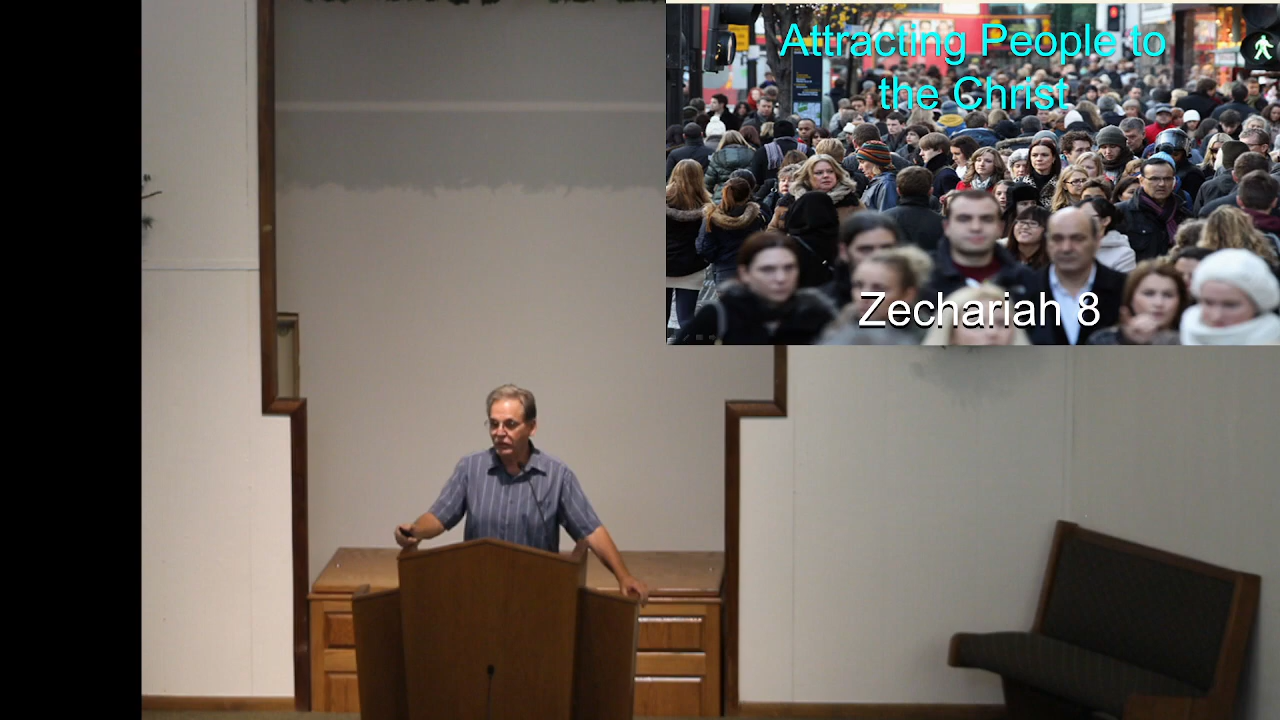 Attracting People to
the Christ
Zechariah 8